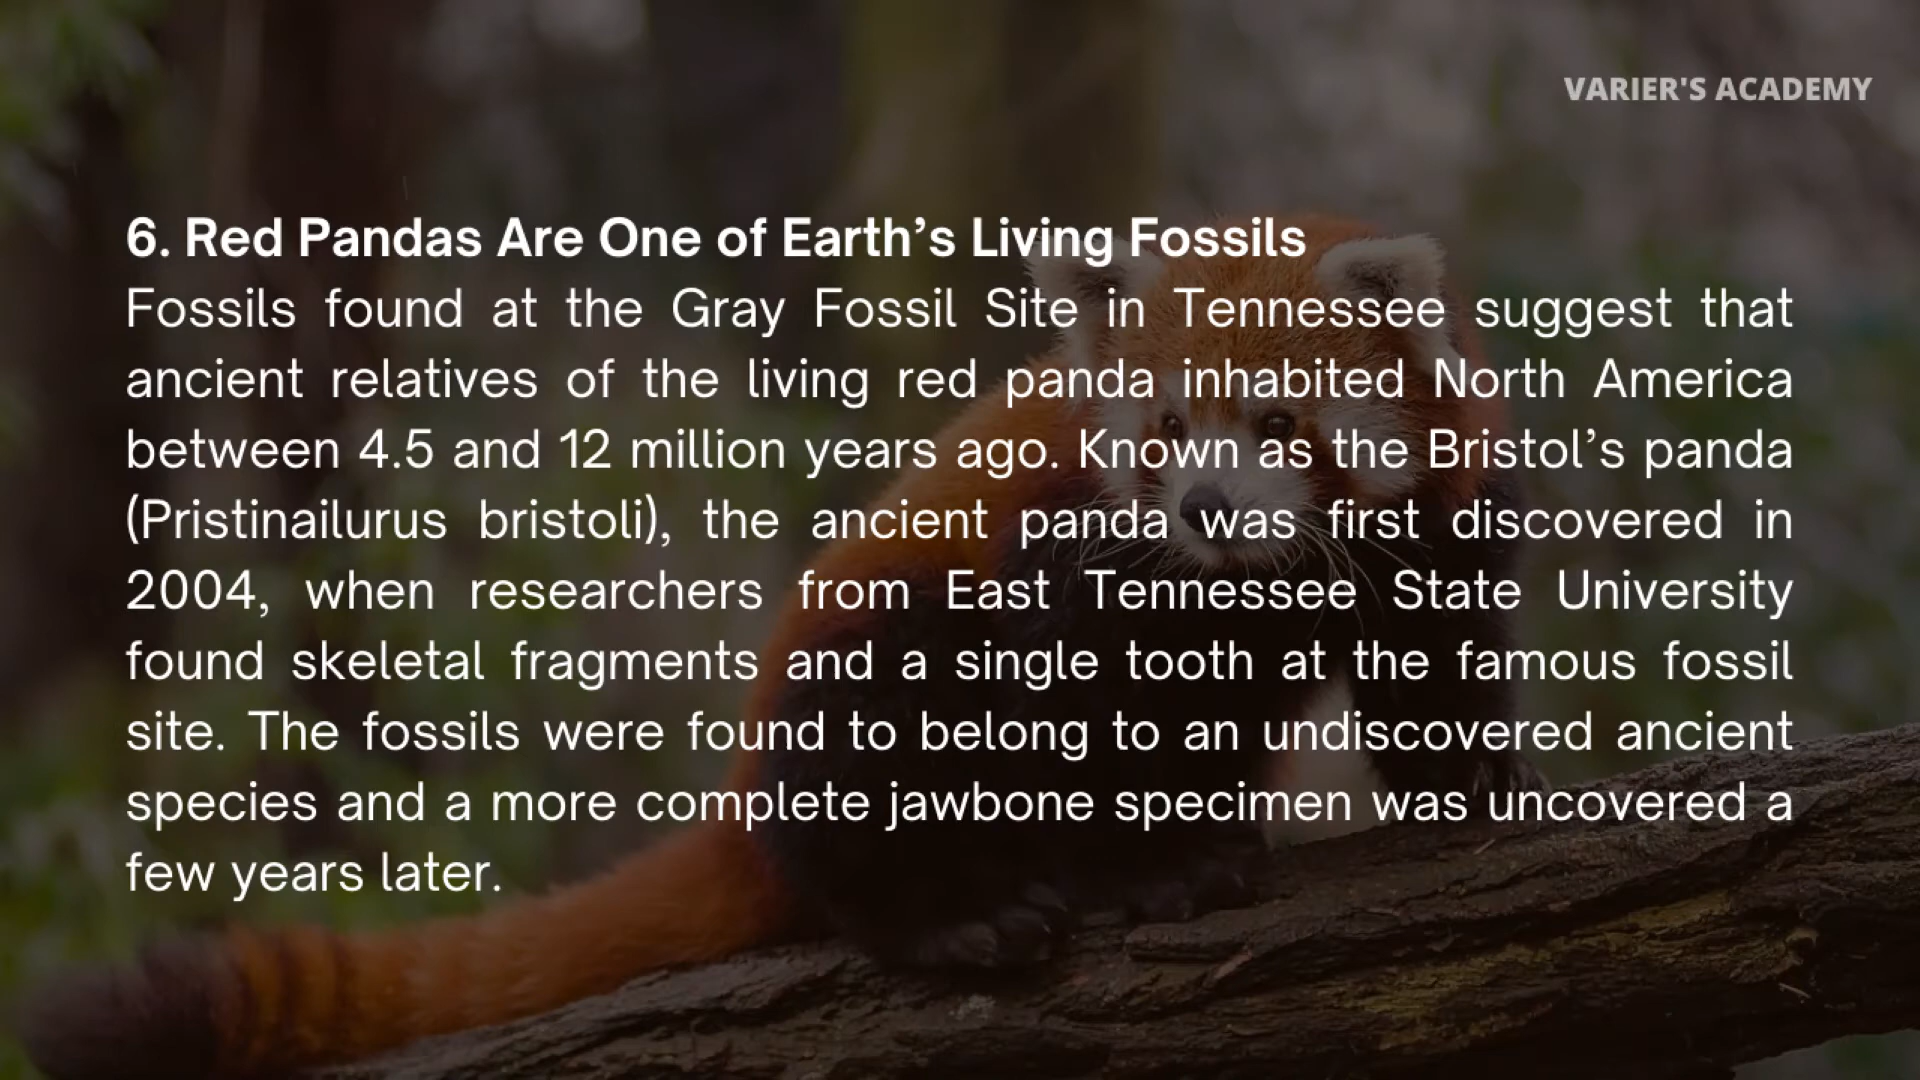 VARIER'S ACADEMY
6. Red Pandas Are One of Earth’s Living Fossils
Fossils found at the Gray Fossil Site in Tennessee suggest that
ancient relatives of the living red panda inhabited North America
between 4.5 and 12 million years ago. Known as the Bristol’s panda
(Pristinailurus bristoli), the ancient panda was first discovered in
2004, when researchers from East Tennessee State University
found skeletal fragments and a single tooth at the famous fossil
site. The fossils were found to belong to an undiscovered ancient
species and a more complete jawbone specimen was uncovered a
few years later.